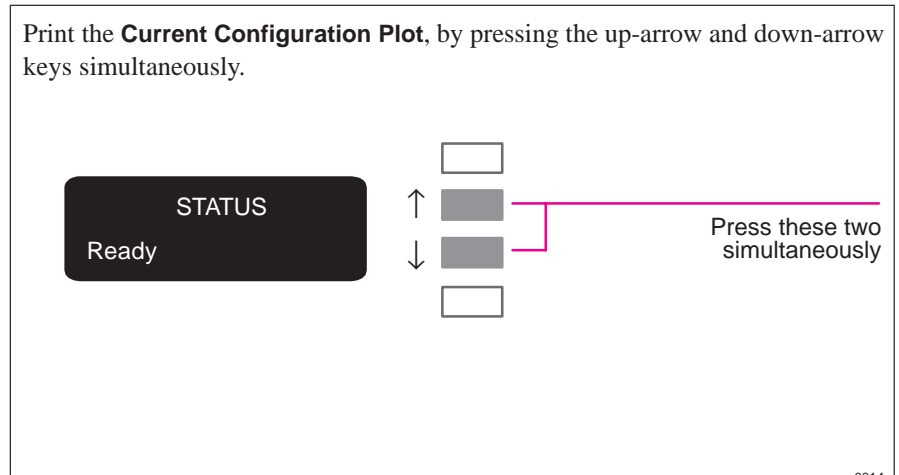 Print the Current Configuration Plot, by pressing the up-arrow and down-arrow
keys simultaneously.
STATUS
Ready
↑
↓
Press these two
simultaneously